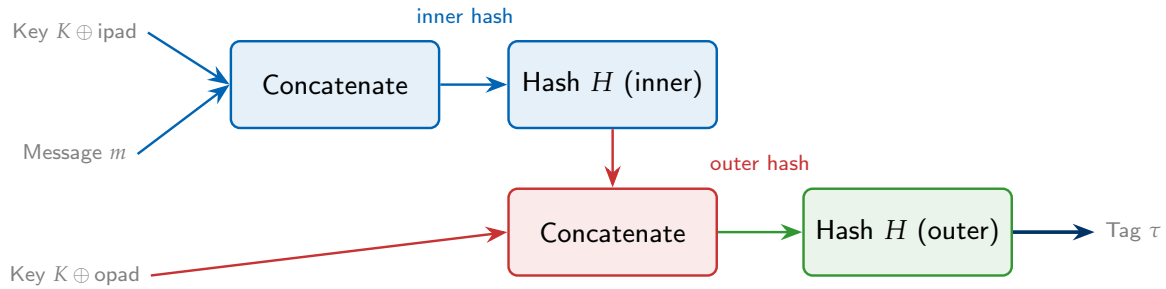 inner hash
Key K ⊕ ipad
Concatenate
Hash H (inner)
Message m
outer hash
Concatenate
Hash H (outer)
Tag τ
Key K ⊕ opad